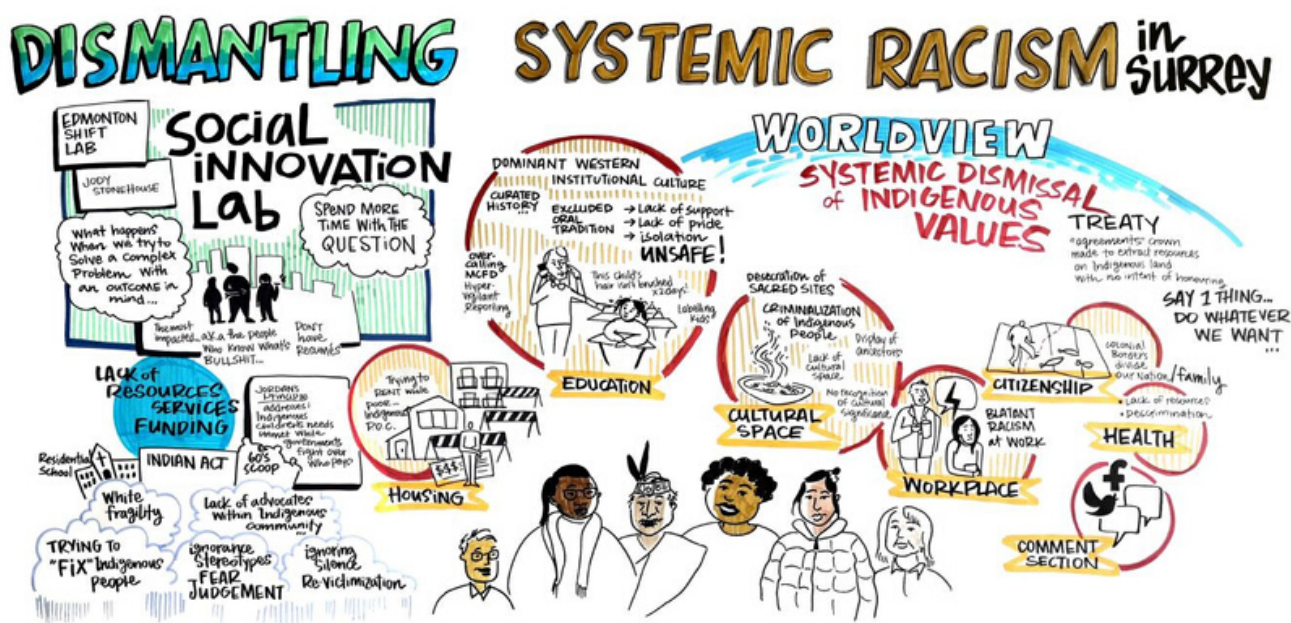 DISMANTLING SYSTEMIC RACISM in SURREY
EDMONTON
SHIFT
LAB
JODY
STONEHOUSE
SOCIAL
INNOVATION
Lab
What happens
when we try to
Solve a complex
Problem with
an outcome in
mind...
SPEND MORE
TIME WITH THE
QUESTION
The most
impacted
a.k.a the people
who know what's
BULLSHIT...
DON'T
have
RESUMES
LACK of
RESOURCES
SERVICES
FUNDING
JORDAN'S
PRINCIPLE
addresses
Indigenous
children's needs
governments
fight over
who pays
Residential
School
INDIAN ACT
60'S
SCOOP
White
fragility
Lack of advocates
within Indigenous
community
...
TRYING TO
"FIX" Indigenous
people
ignorance
Stereotypes
FEAR
JUDGEMENT
ignoring
Silence
Re-victimization
Trying to
RENT while
POOR
Indigenous
P.O.C.
$$$
HOUSING
DOMINANT WESTERN
INSTITUTIONAL CULTURE
CURATED
HISTORY
...
EXCLUDED
ORAL
TRADITION
→ Lack of support
→ Lack of pride
→ isolation
UNSAFE!
over-
calling
MCFD
Hyper-
vigilant
Reporting
This child's
hair isn't brushed
x2 days!
Labelling
kids
EDUCATION
WORLDVIEW
SYSTEMIC DISMISSAL
of INDIGENOUS
VALUES
TREATY
"agreements" crown
made to extract resources
on Indigenous land
with no intent of honouring
SAY 1 THING...
DO WHATEVER
WE WANT
...
Desecration of
SACRED SITES
CRIMINALIZATION
of Indigenous
People
Display of
ancestors
Lack of
cultural
space
No recognition
of cultural
significance
CULTURAL
SPACE
BLATANT
RACISM
at WORK
WORKPLACE
COLONIAL
Borders
divide
our Nation/family
CITIZENSHIP
• Lack of resources
• Descrimination
HEALTH
COMMENT
SECTION